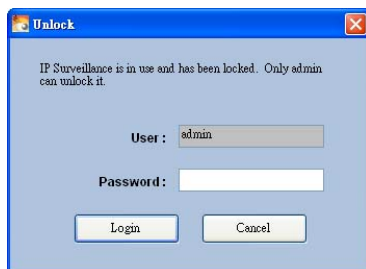 Unlock
IP Surveillance is in use and has been locked. Only admin
can unlock it.
User :
admin
Password :
Login
Cancel